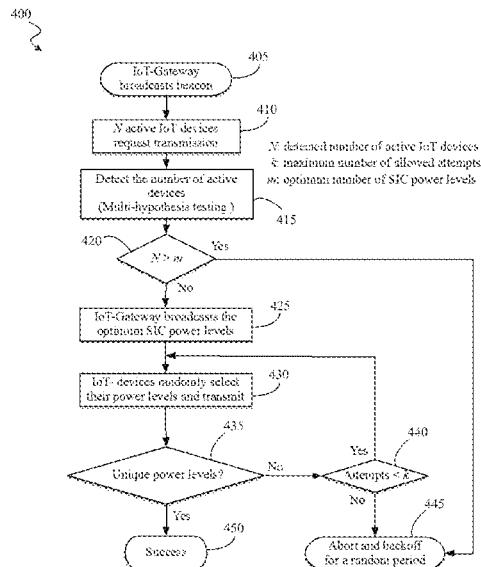 400
IoT-Gateway
broadcasts beacon
405
N active IoT devices
request transmission
410
N: detected number of active IoT devices
k: maximum number of allowed attempts
m: optimum number of SIC power levels
Detect the number of active
devices
(Multi-hypothesis testing )
415
420
N > m
Yes
No
IoT-Gateway broadcasts the
optimum SIC power levels
425
IoT- devices randomly select
their power levels and transmit
430
435
Unique power levels?
No
Yes
440
Attempts < K
Yes
No
445
Success
450
Abort and backoff
for a random period